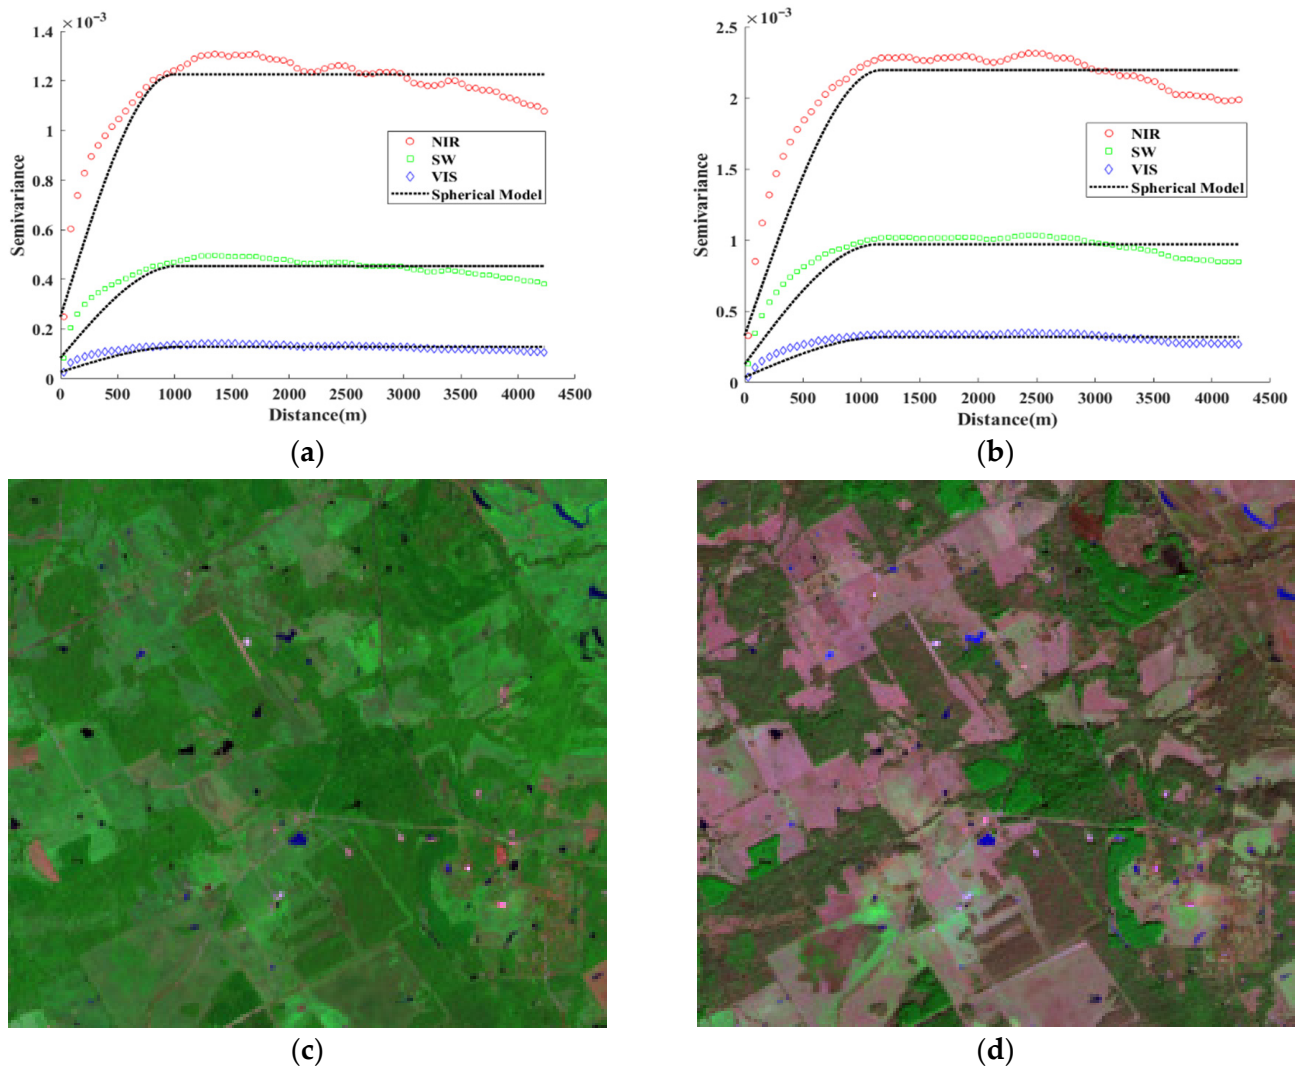 ×10⁻³
1.4
1.2
1
0.8
0.6
0.4
0.2
0
Semivariance
NIR
SW
VIS
Spherical Model
0 500 1000 1500 2000 2500 3000 3500 4000 4500
Distance(m)
(a)
×10⁻³
2.5
2
1.5
1
0.5
0
Semivariance
NIR
SW
VIS
Spherical Model
0 500 1000 1500 2000 2500 3000 3500 4000 4500
Distance(m)
(b)
(c)
(d)